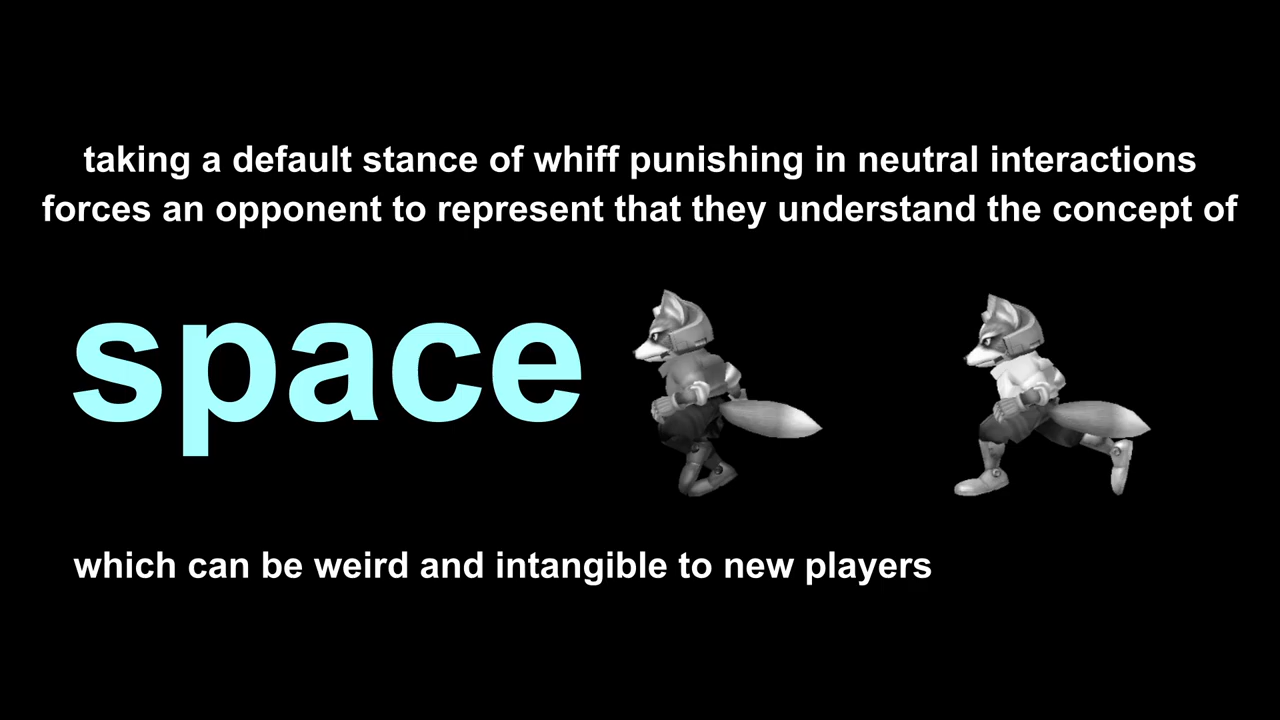 taking a default stance of whiff punishing in neutral interactions
forces an opponent to represent that they understand the concept of
space
which can be weird and intangible to new players